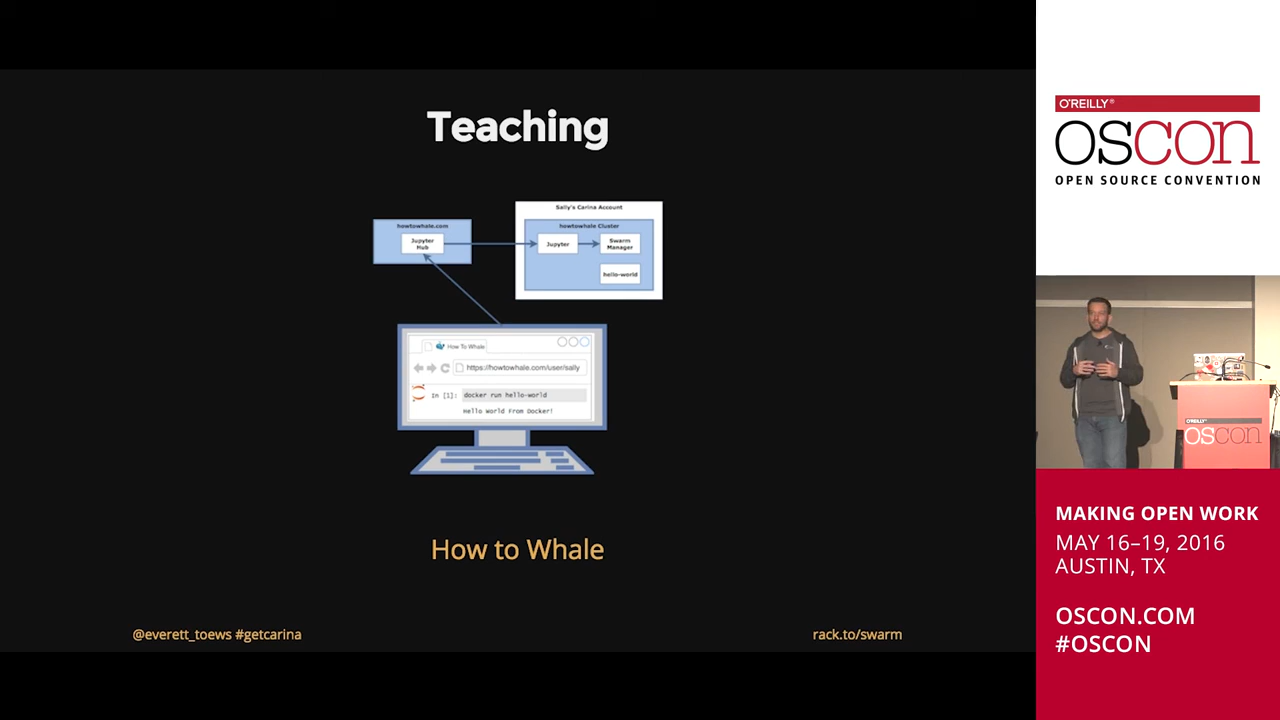 Teaching
Sally's Carina Account
howtowhale.com
howtowhale Cluster
Jupyter
Hub
Jupyter
Swarm
Manager
hello-world
How To Whale
https://howtowhale.com/user/sally
In [1]:
docker run hello-world
Hello World From Docker!
How to Whale
@everett_toews #getcarina
rack.to/swarm
O'REILLY®
OSCON
OPEN SOURCE CONVENTION
O'REILLY®
OSCON
MAKING OPEN WORK
MAY 16–19, 2016
AUSTIN, TX
OSCON.COM
#OSCON